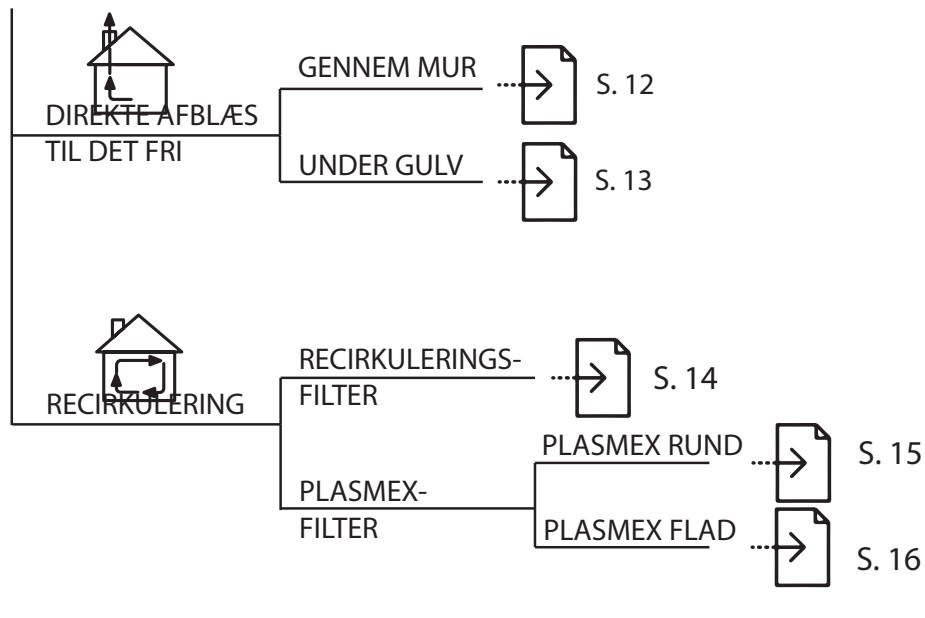 GENNEM MUR
S. 12
DIREKTE AFBLÆS
TIL DET FRI
UNDER GULV
S. 13
RECIRKULERINGS-
FILTER
S. 14
RECIRKULERING
PLASMEX RUND
S. 15
PLASMEX-
FILTER
PLASMEX FLAD
S. 16